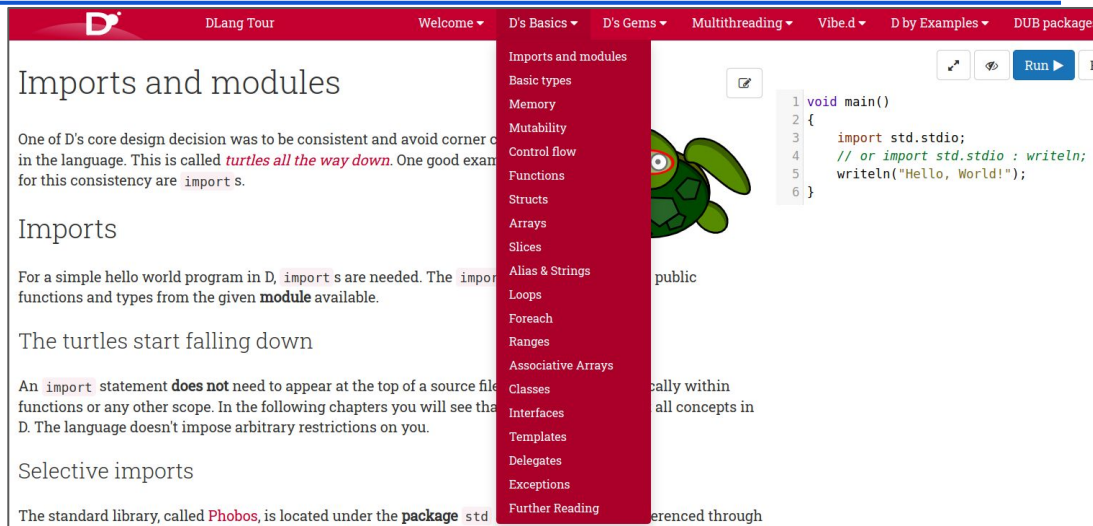 D DLang Tour Welcome D's Basics D's Gems Multithreading Vibe.d D by Examples DUB package
Imports and modules
Basic types
Memory
Mutability
Control flow
Functions
Structs
Arrays
Slices
Alias & Strings
Loops
Foreach
Ranges
Associative Arrays
Classes
Interfaces
Templates
Delegates
Exceptions
Further Reading
Imports and modules
One of D's core design decision was to be consistent and avoid corner
in the language. This is called turtles all the way down. One good
for this consistency are imports.
Imports
For a simple hello world program in D, imports are needed. The public
functions and types from the given module available.
The turtles start falling down
An import statement does not need to appear at the top of a source within
functions or any other scope. In the following chapters you will see all concepts in
D. The language doesn't impose arbitrary restrictions on you.
Selective imports
The standard library, called Phobos, is located under the package std through
Run
1 void main()
2 {
3 import std.stdio;
4 // or import std.stdio : writeln;
5 writeln("Hello, World!");
6 }